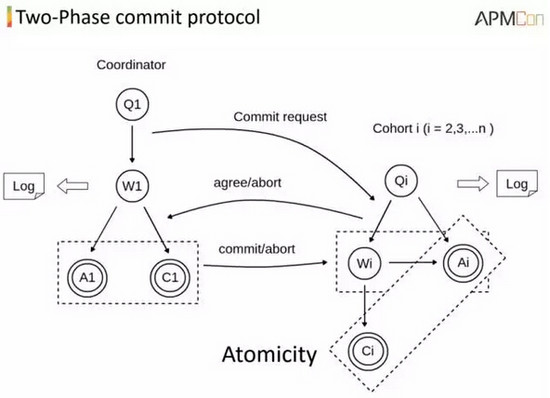 Two-Phase commit protocol
APMCon
Coordinator
Q1
Commit request
Cohort i (i = 2,3,...n )
Log
W1
agree/abort
Qi
Log
A1
C1
commit/abort
Wi
Ai
Atomicity
Ci